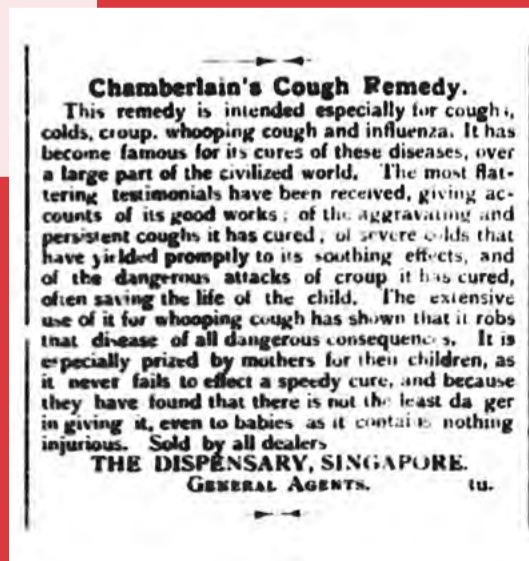 Chamberlain's Cough Remedy.
This remedy is intended especially for coughs,
colds, croup, whooping cough and influenza. It has
become famous for its cures of these diseases, over
a large part of the civilized world. The most flat-
tering testimonials have been received, giving ac-
counts of its good works; of the aggravating and
persistent coughs it has cured, of severe colds that
have yielded promptly to its soothing effects, and
of the dangerous attacks of croup it has cured,
often saving the life of the child. The extensive
use of it for whooping cough has shown that it robs
that disease of all dangerous consequences. It is
especially prized by mothers for their children, as
it never fails to effect a speedy cure, and because
they have found that there is not the least da ger
in giving it, even to babies as it contains nothing
injurious. Sold by all dealers
THE DISPENSARY, SINGAPORE.
GENERAL AGENTS. tu.